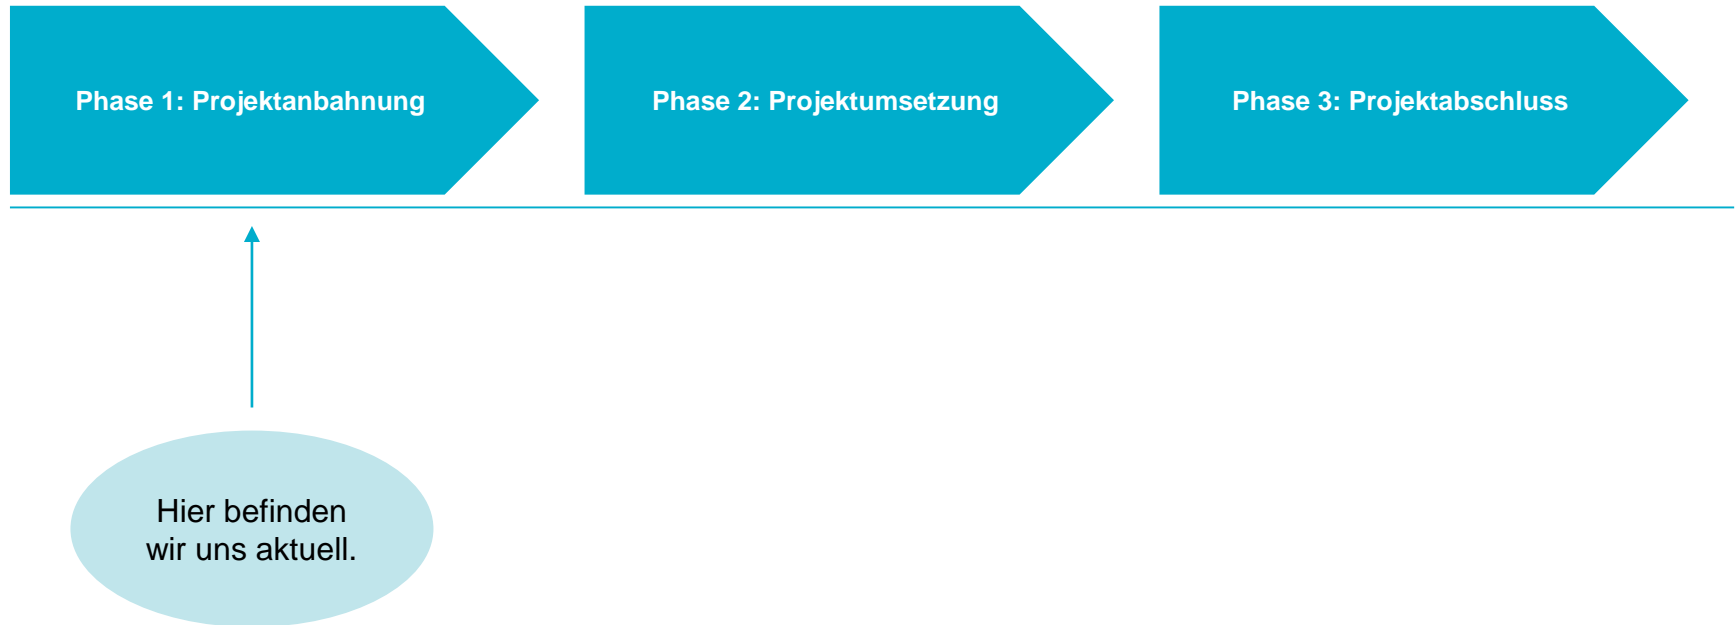 Phase 1: Projektanbahnung
Phase 2: Projektumsetzung
Phase 3: Projektabschluss
Hier befinden
wir uns aktuell.